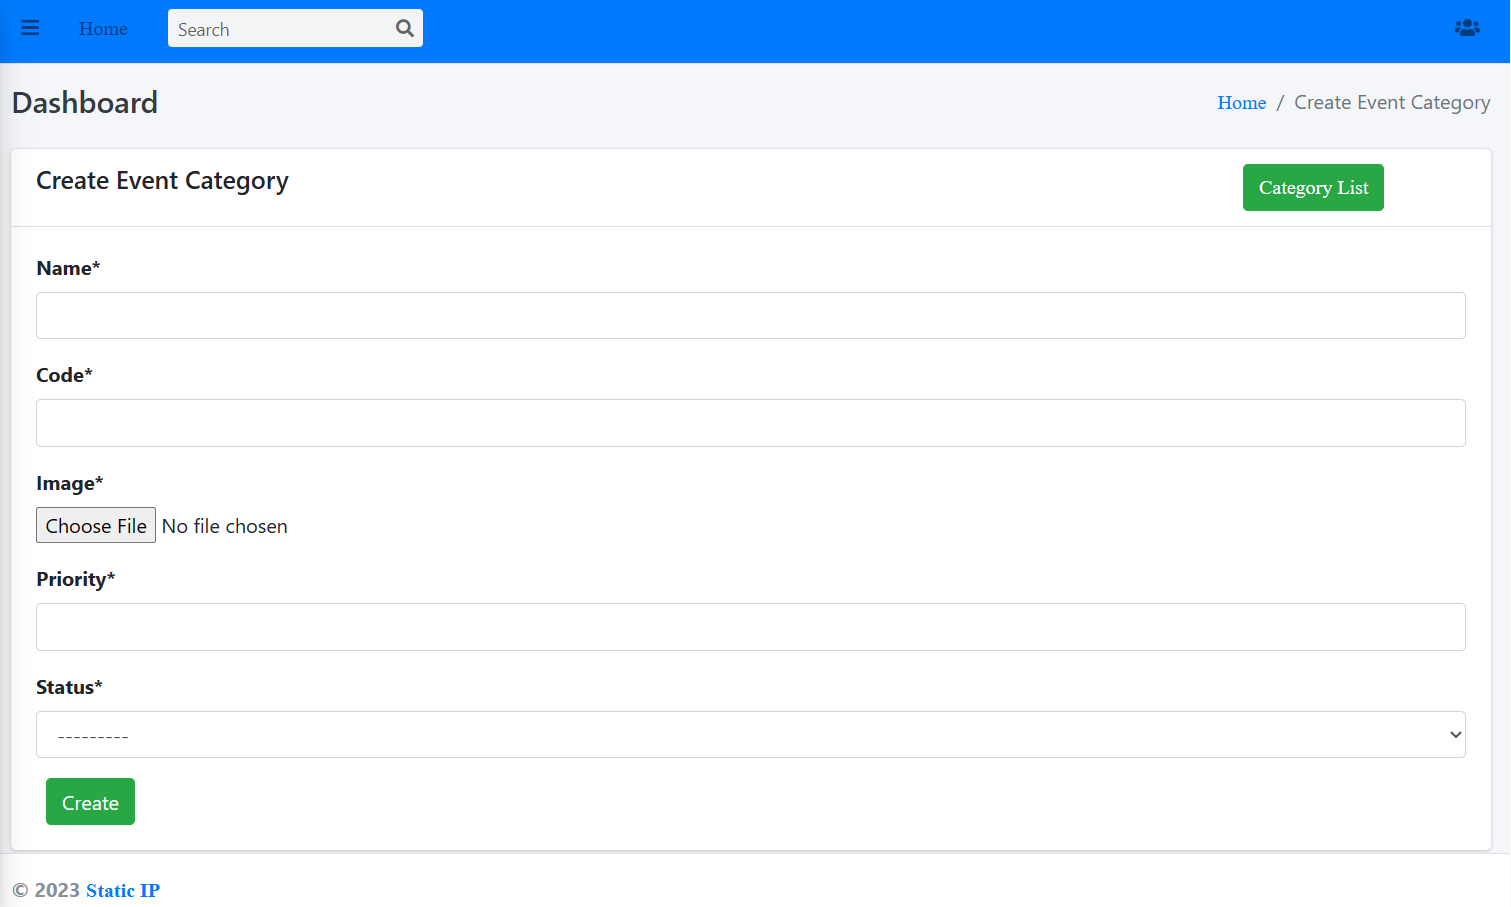 Home
Search
Dashboard
Home / Create Event Category
Create Event Category
Category List
Name*
Code*
Image*
Choose File No file chosen
Priority*
Status*
---------
Create
© 2023 Static IP